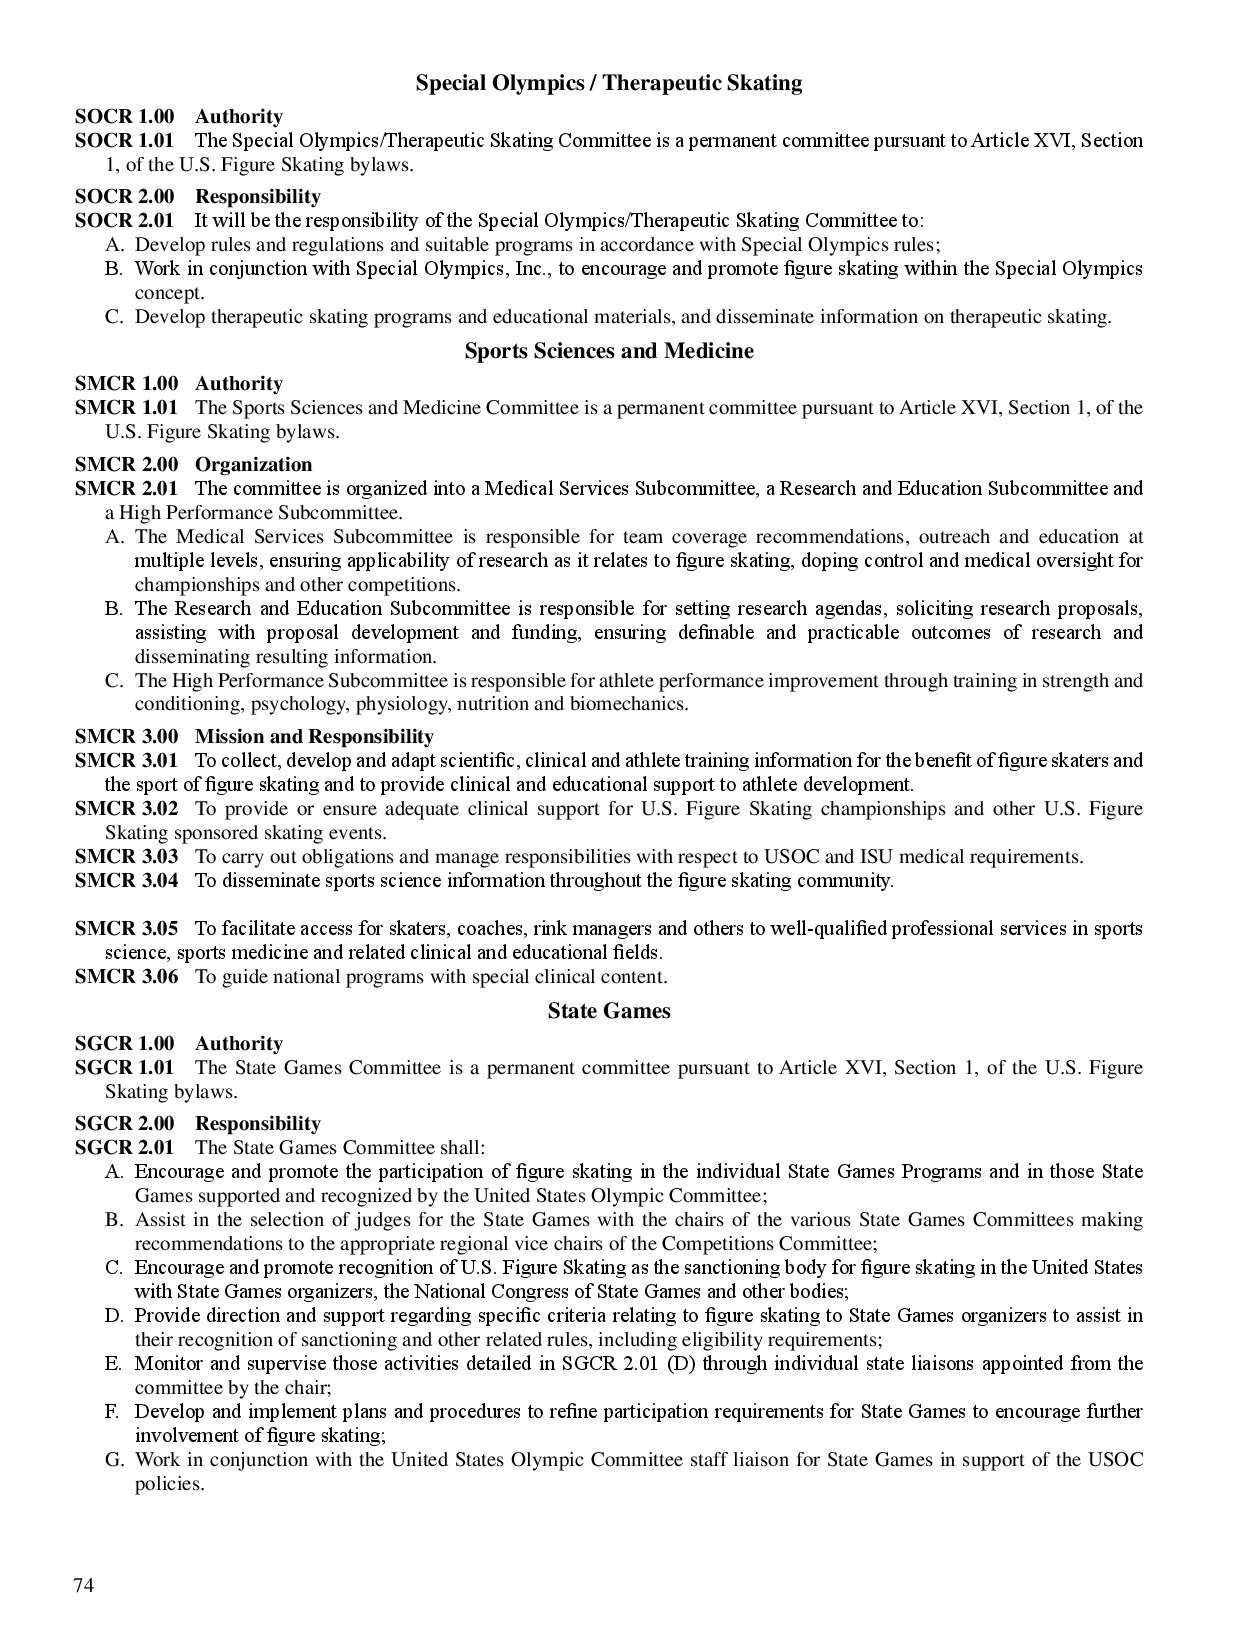 Special Olympics / Therapeutic Skating
SOCR 1.00 Authority
SOCR 1.01 The Special Olympics/Therapeutic Skating Committee is a permanent committee pursuant to Article XVI, Section
1, of the U.S. Figure Skating bylaws.
SOCR 2.00 Responsibility
SOCR 2.01 It will be the responsibility of the Special Olympics/Therapeutic Skating Committee to:
A. Develop rules and regulations and suitable programs in accordance with Special Olympics rules;
B. Work in conjunction with Special Olympics, Inc., to encourage and promote figure skating within the Special Olympics
concept.
C. Develop therapeutic skating programs and educational materials, and disseminate information on therapeutic skating.
Sports Sciences and Medicine
SMCR 1.00 Authority
SMCR 1.01 The Sports Sciences and Medicine Committee is a permanent committee pursuant to Article XVI, Section 1, of the
U.S. Figure Skating bylaws.
SMCR 2.00 Organization
SMCR 2.01 The committee is organized into a Medical Services Subcommittee, a Research and Education Subcommittee and
a High Performance Subcommittee.
A. The Medical Services Subcommittee is responsible for team coverage recommendations, outreach and education at
multiple levels, ensuring applicability of research as it relates to figure skating, doping control and medical oversight for
championships and other competitions.
B. The Research and Education Subcommittee is responsible for setting research agendas, soliciting research proposals,
assisting with proposal development and funding, ensuring definable and practicable outcomes of research and
disseminating resulting information.
C. The High Performance Subcommittee is responsible for athlete performance improvement through training in strength and
conditioning, psychology, physiology, nutrition and biomechanics.
SMCR 3.00 Mission and Responsibility
SMCR 3.01 To collect, develop and adapt scientific, clinical and athlete training information for the benefit of figure skaters and
the sport of figure skating and to provide clinical and educational support to athlete development.
SMCR 3.02 To provide or ensure adequate clinical support for U.S. Figure Skating championships and other U.S. Figure
Skating sponsored skating events.
SMCR 3.03 To carry out obligations and manage responsibilities with respect to USOC and ISU medical requirements.
SMCR 3.04 To disseminate sports science information throughout the figure skating community.
SMCR 3.05 To facilitate access for skaters, coaches, rink managers and others to well-qualified professional services in sports
science, sports medicine and related clinical and educational fields.
SMCR 3.06 To guide national programs with special clinical content.
State Games
SGCR 1.00 Authority
SGCR 1.01 The State Games Committee is a permanent committee pursuant to Article XVI, Section 1, of the U.S. Figure
Skating bylaws.
SGCR 2.00 Responsibility
SGCR 2.01 The State Games Committee shall:
A. Encourage and promote the participation of figure skating in the individual State Games Programs and in those State
Games supported and recognized by the United States Olympic Committee;
B. Assist in the selection of judges for the State Games with the chairs of the various State Games Committees making
recommendations to the appropriate regional vice chairs of the Competitions Committee;
C. Encourage and promote recognition of U.S. Figure Skating as the sanctioning body for figure skating in the United States
with State Games organizers, the National Congress of State Games and other bodies;
D. Provide direction and support regarding specific criteria relating to figure skating to State Games organizers to assist in
their recognition of sanctioning and other related rules, including eligibility requirements;
E. Monitor and supervise those activities detailed in SGCR 2.01 (D) through individual state liaisons appointed from the
committee by the chair;
F. Develop and implement plans and procedures to refine participation requirements for State Games to encourage further
involvement of figure skating;
G. Work in conjunction with the United States Olympic Committee staff liaison for State Games in support of the USOC
policies.
74